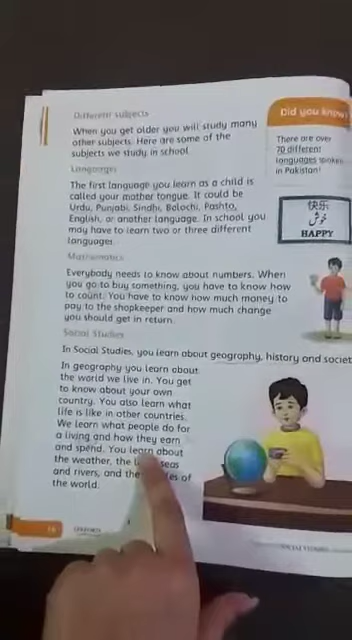 Different subjects
When you get older you will study many
other subjects. Here are some of the
subjects we study in school.
Languages
The first language you learn as a child is
called your mother tongue. It could be
Urdu, Punjabi, Sindhi, Balochi, Pashto,
English, or another language. In school you
may have to learn two or three different
languages.
Mathematics
Everybody needs to know about numbers. When
you go to buy something, you have to know how
to count. You have to know how much money to
pay to the shopkeeper and how much change
you should get in return.
Social Studies
In Social Studies, you learn about geography, history and societ
In geography you learn about
the world we live in. You get
to know about your own
country. You also learn what
life is like in other countries.
We learn what people do for
a living and how they earn
and spend. You learn about
the weather, the seas
and rivers, and the of
the world.
OXFORD
Did you know
There are over
70 different
languages spoken
in Pakistan!
快乐
خوش
HAPPY